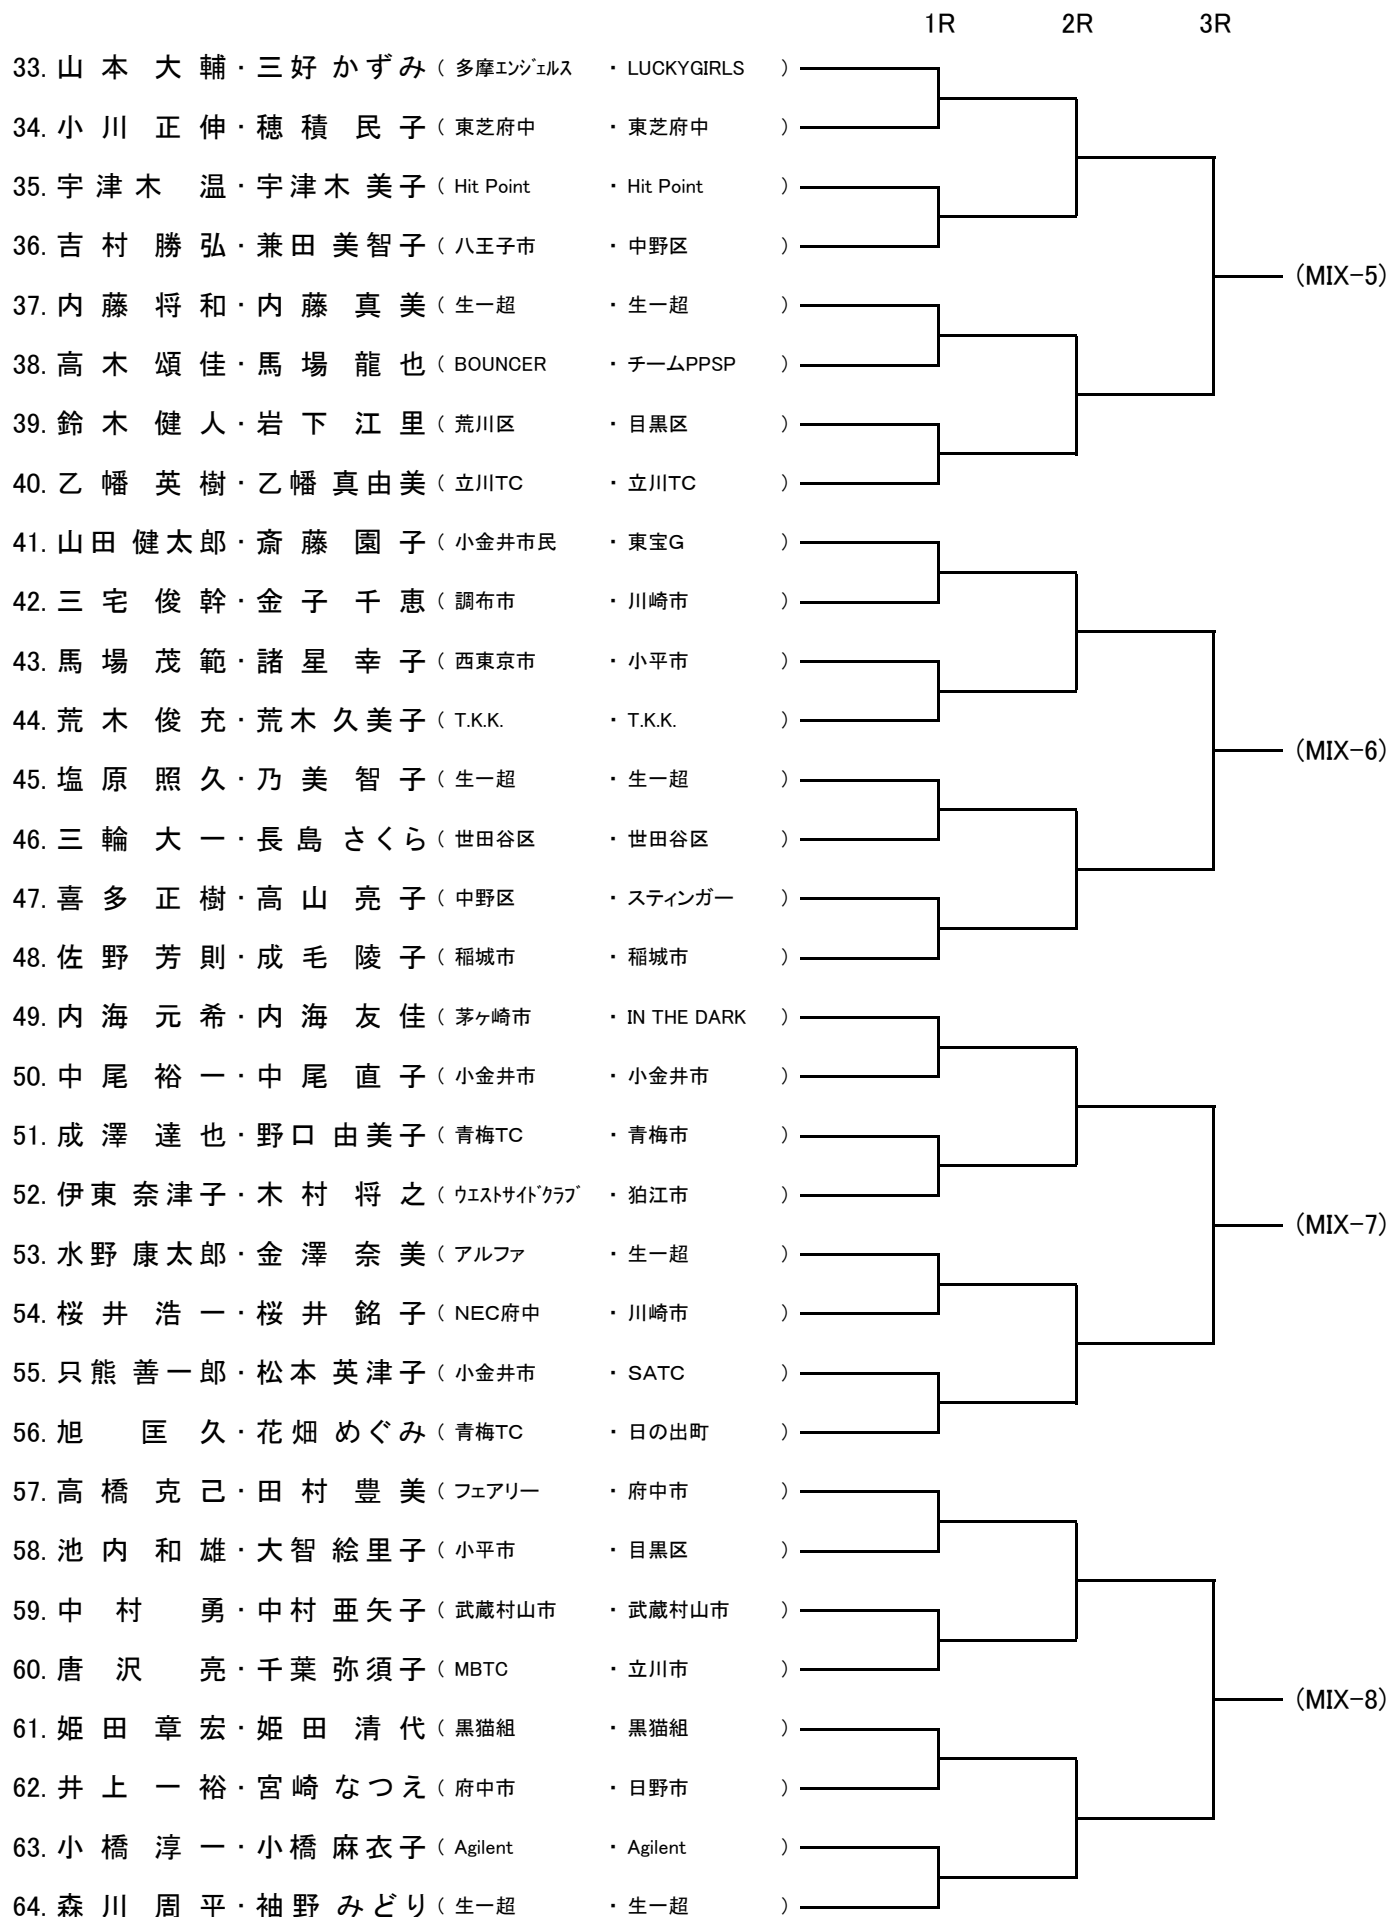 1R 2R 3R
33. 山本 大輔・三好 かずみ ( 多摩エンジェルス ・ LUCKYGIRLS )
34. 小川 正伸・穂積 民子 ( 東芝府中 ・ 東芝府中 )
35. 宇津木 温・宇津木 美子 ( Hit Point ・ Hit Point )
36. 吉村 勝弘・兼田 美智子 ( 八王子市 ・ 中野区 )
(MIX-5)
37. 内藤 将和・内藤 真美 ( 生一超 ・ 生一超 )
38. 高木 頌佳・馬場 龍也 ( BOUNCER ・ チームPPSP )
39. 鈴木 健人・岩下 江里 ( 荒川区 ・ 目黒区 )
40. 乙幡 英樹・乙幡 真由美 ( 立川TC ・ 立川TC )
41. 山田 健太郎・斎藤 園子 ( 小金井市民 ・ 東宝G )
42. 三宅 俊幹・金子 千恵 ( 調布市 ・ 川崎市 )
43. 馬場 茂範・諸星 幸子 ( 西東京市 ・ 小平市 )
44. 荒木 俊充・荒木 久美子 ( T.K.K. ・ T.K.K. )
(MIX-6)
45. 塩原 照久・乃美 智子 ( 生一超 ・ 生一超 )
46. 三輪 大一・長島 さくら ( 世田谷区 ・ 世田谷区 )
47. 喜多 正樹・高山 亮子 ( 中野区 ・ スティンガー )
48. 佐野 芳則・成毛 陵子 ( 稲城市 ・ 稲城市 )
49. 内海 元希・内海 友佳 ( 茅ヶ崎市 ・ IN THE DARK )
50. 中尾 裕一・中尾 直子 ( 小金井市 ・ 小金井市 )
51. 成澤 達也・野口 由美子 ( 青梅TC ・ 青梅市 )
52. 伊東 奈津子・木村 将之 ( ウエストサイドクラブ ・ 狛江市 )
(MIX-7)
53. 水野 康太郎・金澤 奈美 ( アルファ ・ 生一超 )
54. 桜井 浩一・桜井 銘子 ( NEC府中 ・ 川崎市 )
55. 只熊 善一郎・松本 英津子 ( 小金井市 ・ SATC )
56. 旭 匡久・花畑 めぐみ ( 青梅TC ・ 日の出町 )
57. 高橋 克己・田村 豊美 ( フェアリー ・ 府中市 )
58. 池内 和雄・大智 絵里子 ( 小平市 ・ 目黒区 )
59. 中村 勇・中村 亜矢子 ( 武蔵村山市 ・ 武蔵村山市 )
60. 唐沢 亮・千葉 弥須子 ( MBTC ・ 立川市 )
(MIX-8)
61. 姫田 章宏・姫田 清代 ( 黒猫組 ・ 黒猫組 )
62. 井上 一裕・宮崎 なつえ ( 府中市 ・ 日野市 )
63. 小橋 淳一・小橋 麻衣子 ( Agilent ・ Agilent )
64. 森川 周平・袖野 みどり ( 生一超 ・ 生一超 )